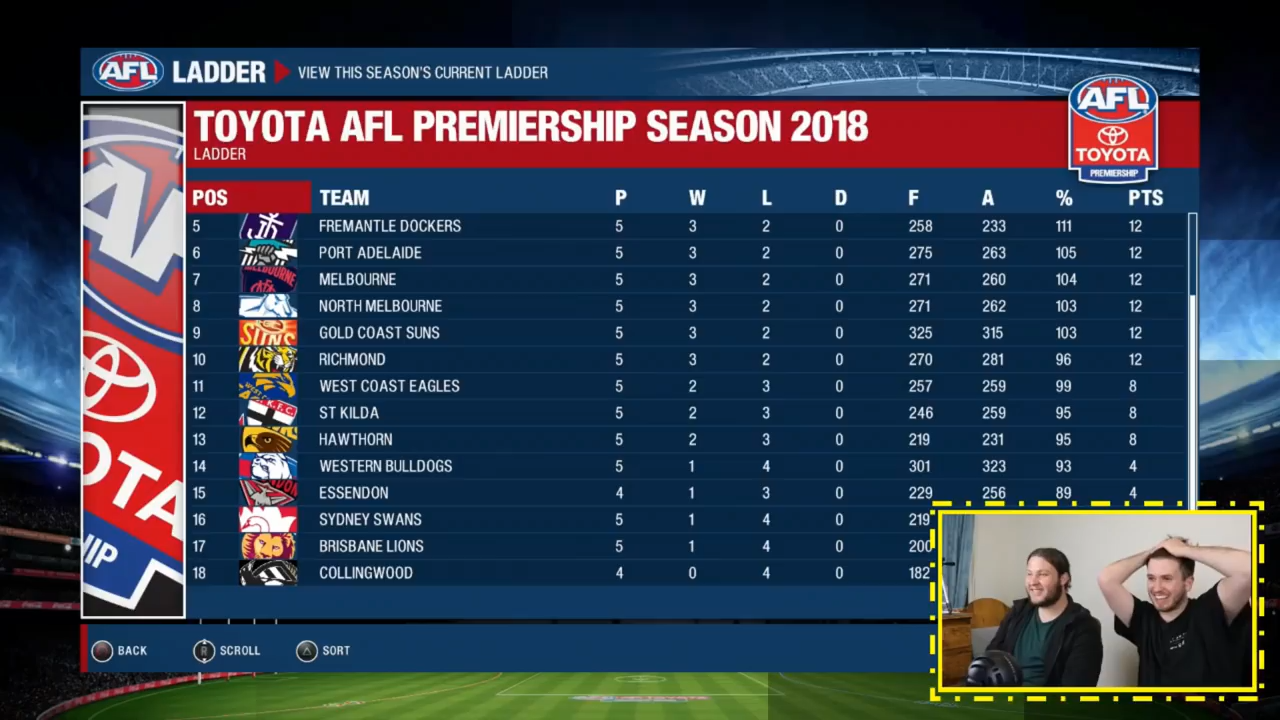 AFL LADDER VIEW THIS SEASON'S CURRENT LADDER
TOYOTA AFL PREMIERSHIP SEASON 2018
LADDER
AFL
TOYOTA
PREMIERSHIP
POS TEAM P W L D F A % PTS
5 FREMANTLE DOCKERS 5 3 2 0 258 233 111 12
6 PORT ADELAIDE 5 3 2 0 275 263 105 12
7 MELBOURNE 5 3 2 0 271 260 104 12
8 NORTH MELBOURNE 5 3 2 0 271 262 103 12
9 SUNS GOLD COAST SUNS 5 3 2 0 325 315 103 12
10 RICHMOND 5 3 2 0 270 281 96 12
11 WEST COAST EAGLES 5 2 3 0 257 259 99 8
12 ST KILDA 5 2 3 0 246 259 95 8
13 HAWTHORN 5 2 3 0 219 231 95 8
14 WESTERN BULLDOGS 5 1 4 0 301 323 93 4
15 ESSENDON 4 1 3 0 229 256 89 4
16 SYDNEY SWANS 5 1 4 0 219
17 BRISBANE LIONS 5 1 4 0 200
18 COLLINGWOOD 4 0 4 0 182
OTA
HIP
BACK R SCROLL SORT